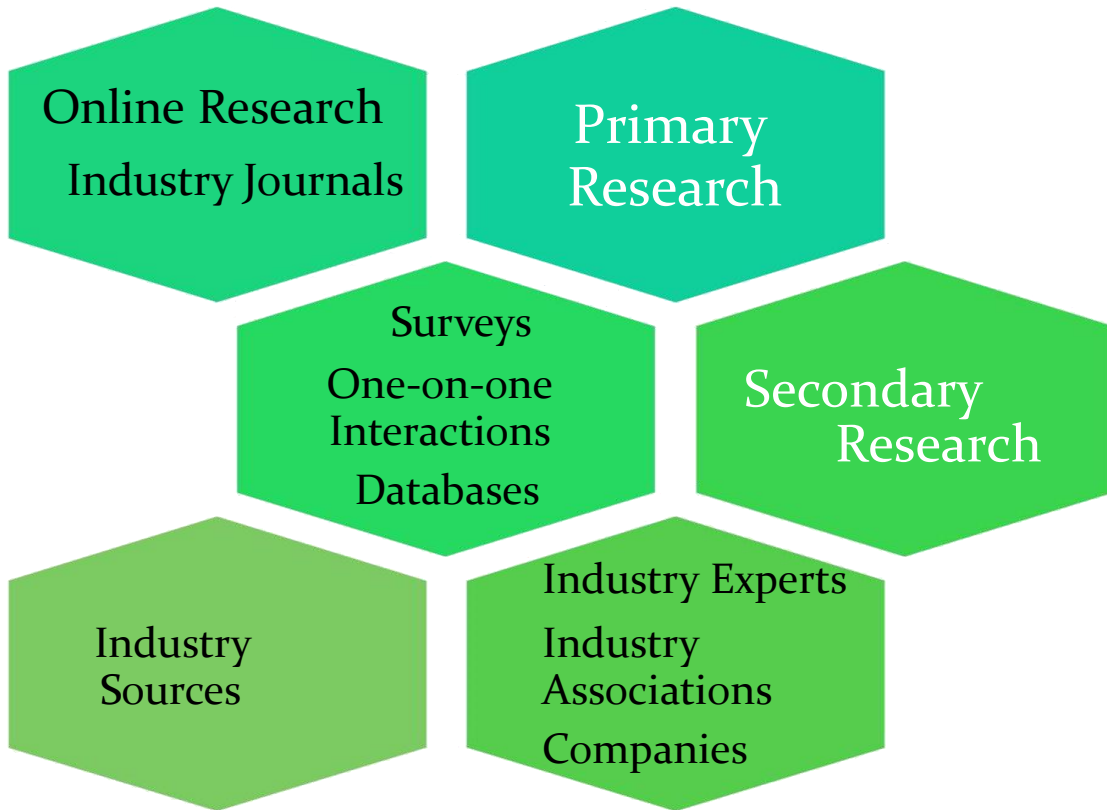 Online Research
Industry Journals
Primary
Research
Surveys
One-on-one
Interactions
Databases
Secondary
Research
Industry
Sources
Industry Experts
Industry
Associations
Companies